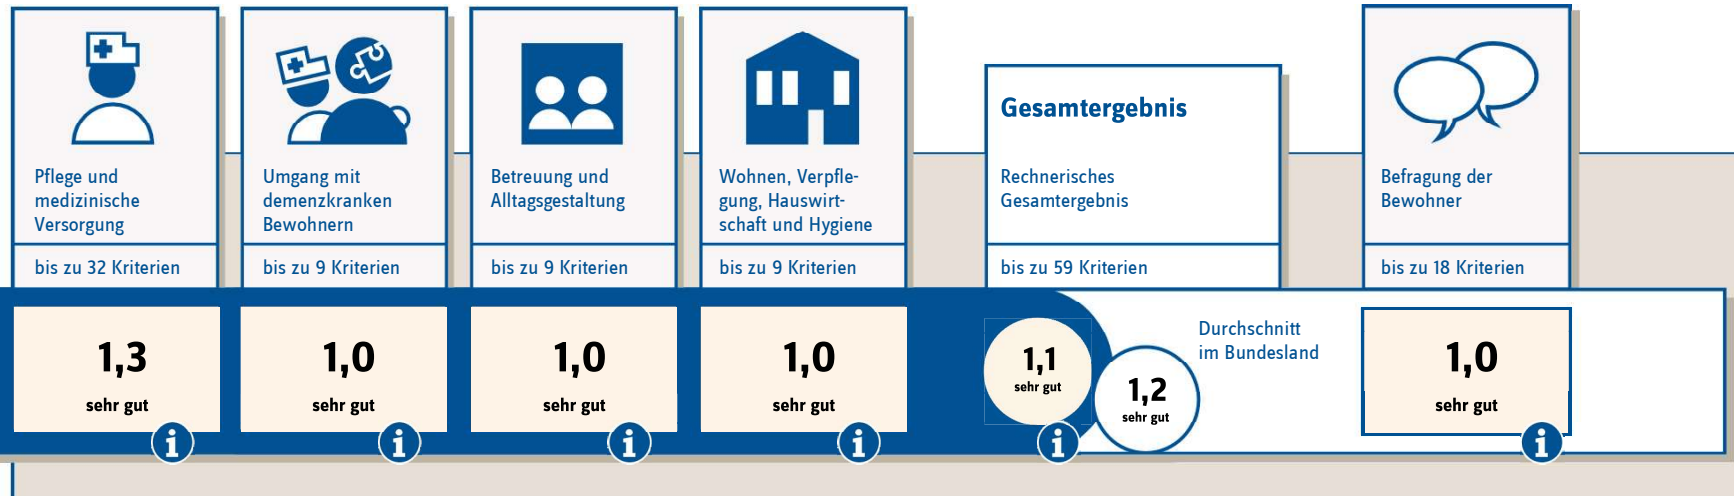 Pflege und
medizinische
Versorgung
bis zu 32 Kriterien
1,3
sehr gut
Umgang mit
demenzkranken
Bewohnern
bis zu 9 Kriterien
1,0
sehr gut
Betreuung und
Alltagsgestaltung
bis zu 9 Kriterien
1,0
sehr gut
Wohnen, Verpfle-
gung, Hauswirt-
schaft und Hygiene
bis zu 9 Kriterien
1,0
sehr gut
Gesamtergebnis
Rechnerisches
Gesamtergebnis
bis zu 59 Kriterien
1,1
sehr gut
1,2
sehr gut
Durchschnitt
im Bundesland
Befragung der
Bewohner
bis zu 18 Kriterien
1,0
sehr gut